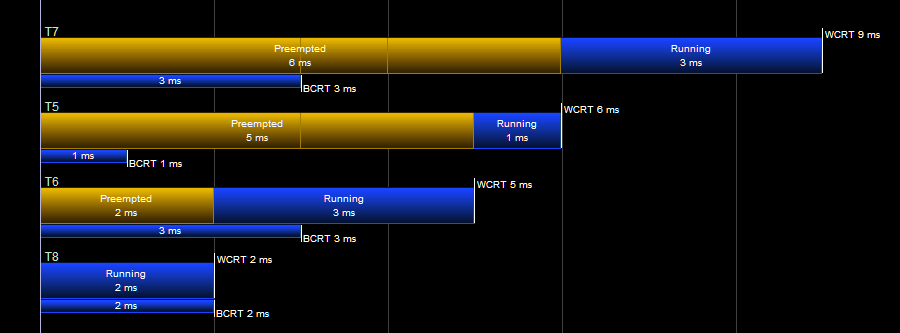 T7
WCRT 9 ms
Preempted
6 ms
Running
3 ms
3 ms
BCRT 3 ms
T5
WCRT 6 ms
Preempted
5 ms
Running
1 ms
1 ms
BCRT 1 ms
T6
WCRT 5 ms
Preempted
2 ms
Running
3 ms
3 ms
BCRT 3 ms
T8
WCRT 2 ms
Running
2 ms
2 ms
BCRT 2 ms